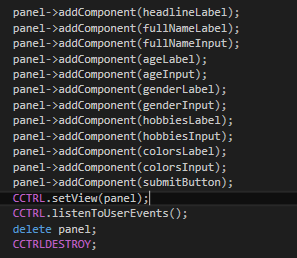 panel->addComponent(headlineLabel);
panel->addComponent(fullNameLabel);
panel->addComponent(fullNameInput);
panel->addComponent(ageLabel);
panel->addComponent(ageInput);
panel->addComponent(genderLabel);
panel->addComponent(genderInput);
panel->addComponent(hobbiesLabel);
panel->addComponent(hobbiesInput);
panel->addComponent(colorsLabel);
panel->addComponent(colorsInput);
panel->addComponent(submitButton);
CCTRL.setView(panel);
CCTRL.listenToUserEvents();
delete panel;
CCTRLDESTROY;